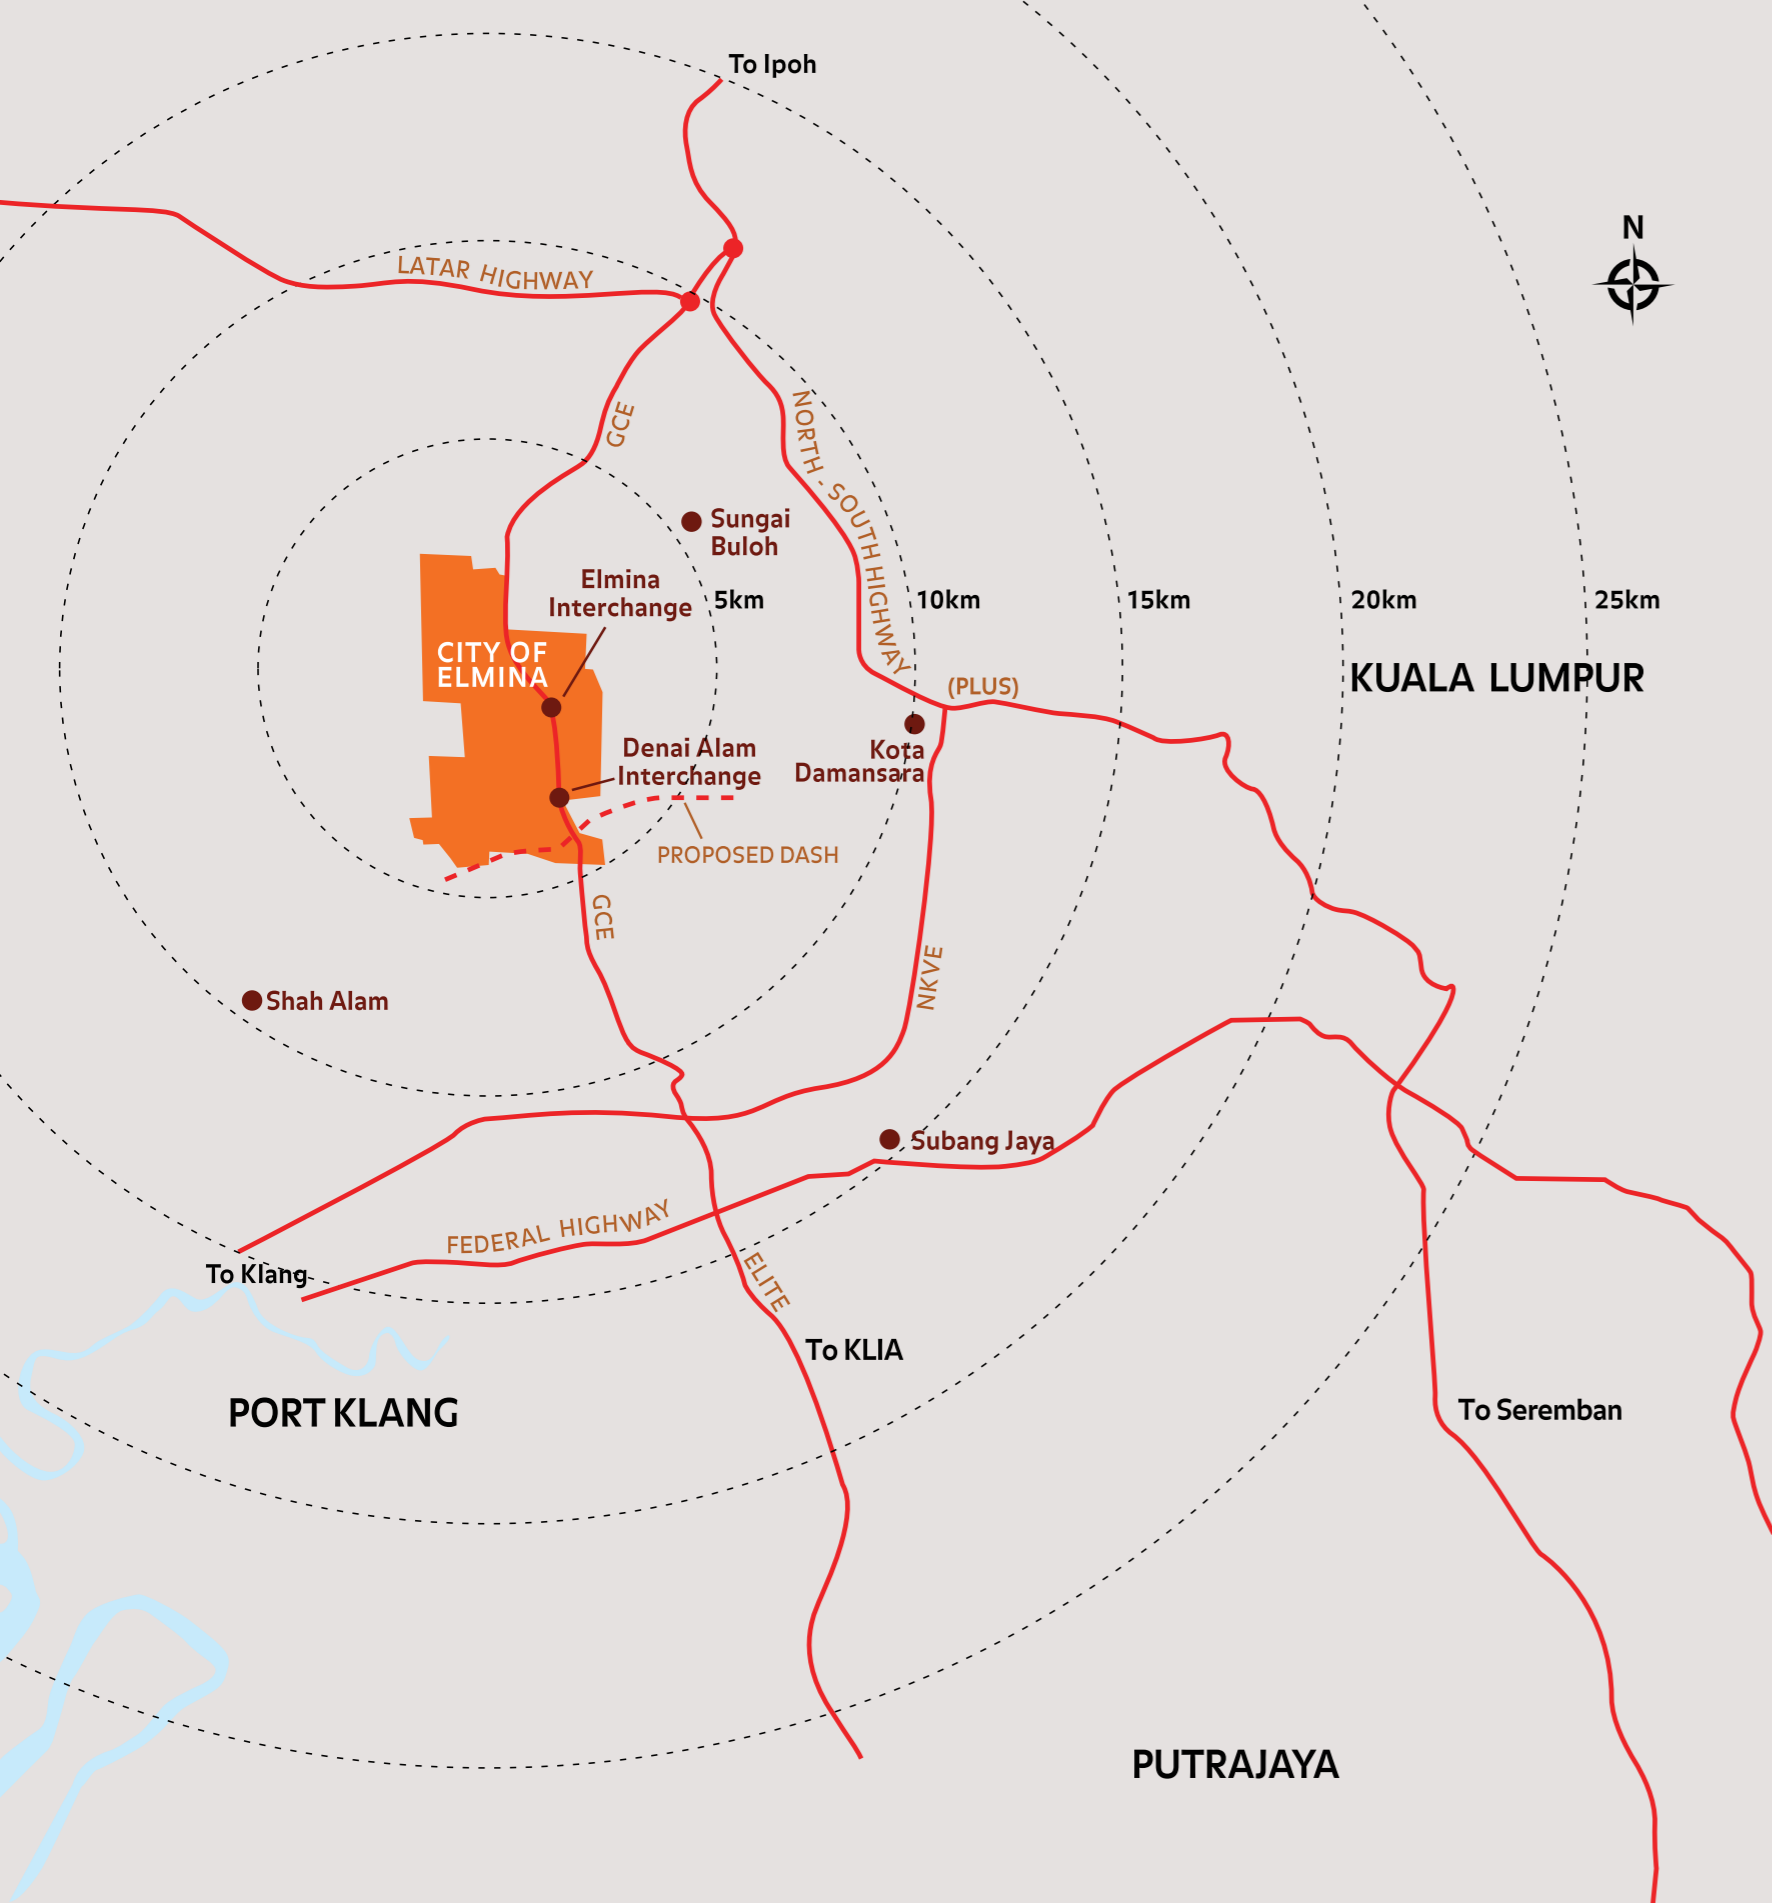 To Ipoh
N
LATAR HIGHWAY
GCE
NORTH - SOUTH HIGHWAY
Sungai
Buloh
Elmina
Interchange
5km
10km
15km
20km
25km
CITY OF
ELMINA
KUALA LUMPUR
(PLUS)
Denai Alam
Interchange
Kota
Damansara
PROPOSED DASH
GCE
NKVE
Shah Alam
Subang Jaya
FEDERAL HIGHWAY
To Klang
ELITE
To KLIA
PORT KLANG
To Seremban
PUTRAJAYA